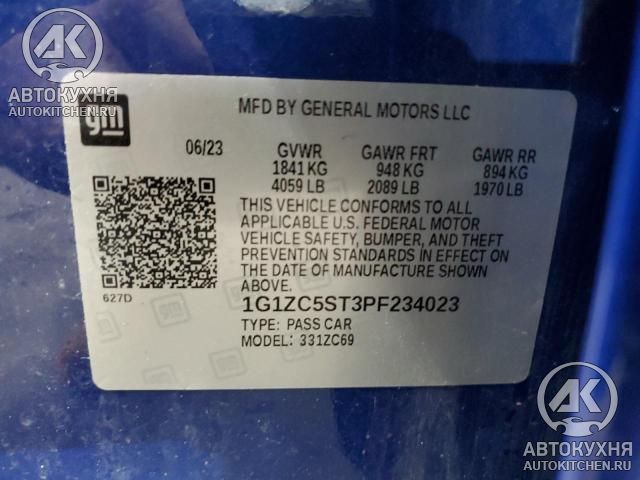 АВТОКУХНЯ
AUTOKITCHEN.RU
gm
MFD BY GENERAL MOTORS LLC
06/23 GVWR GAWR FRT GAWR RR
1841 KG 948 KG 894 KG
4059 LB 2089 LB 1970 LB
THIS VEHICLE CONFORMS TO ALL
APPLICABLE U.S. FEDERAL MOTOR
VEHICLE SAFETY, BUMPER, AND THEFT
PREVENTION STANDARDS IN EFFECT ON
THE DATE OF MANUFACTURE SHOWN
ABOVE.
627D
1G1ZC5ST3PF234023
TYPE: PASS CAR
MODEL: 331ZC69
АК
АВТОКУХНЯ
AUTOKITCHEN.RU